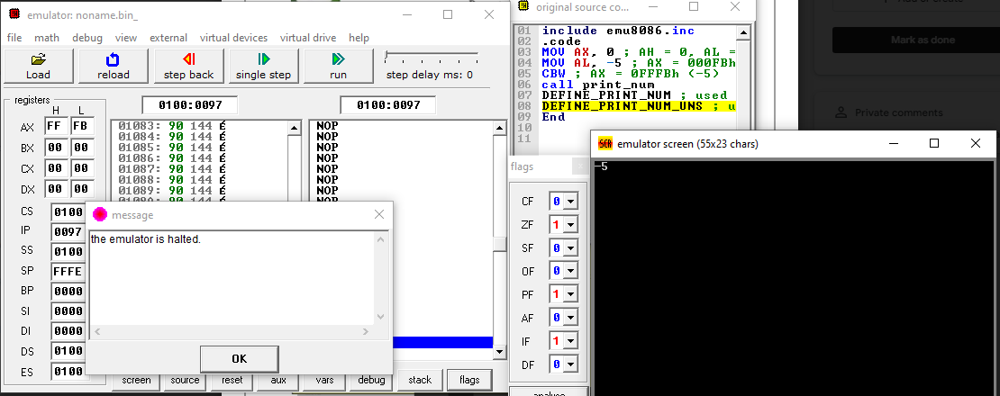 emulator: noname.bin_
file math debug view external virtual devices virtual drive help
Load reload step back single step run step delay ms: 0
registers
H L
AX FF FB
BX 00 00
CX 00 00
DX 00 00
CS 0100
IP 0097
SS 0100
SP FFFE
BP 0000
SI 0000
DI 0000
DS 0100
ES 0100
0100:0097 0100:0097
01083: 90 144 É NOP
01084: 90 144 É NOP
01085: 90 144 É NOP
01086: 90 144 É NOP
01087: 90 144 É NOP
01088: 90 144 É NOP
01089: 90 144 É NOP
NOP
message
the emulator is halted.
OK
screen source reset aux vars debug stack flags
original source co...
01 include emu8086.inc
02 .code
03 MOV AX, 0 ; AH = 0, AL =
04 MOV AL, -5 ; AX = 000FBh
05 CBW ; AX = 0FFFBh (-5)
06 call print_num
07 DEFINE_PRINT_NUM ; used
08 DEFINE_PRINT_NUM_UNS ; u
09 End
10
11
flags
CF 0
ZF 1
SF 0
OF 0
PF 1
AF 0
IF 1
DF 0
analyse
SCR emulator screen (55x23 chars)
-5
Mark as done
Private comments